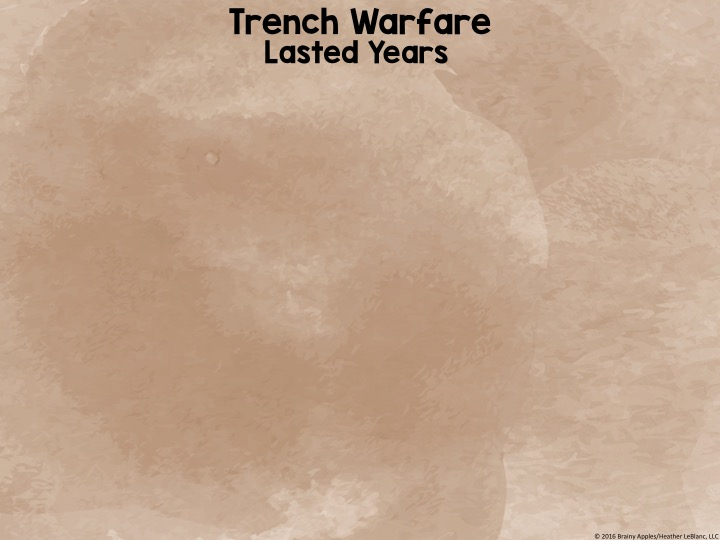 Trench Warfare
Lasted Years
© 2016 Brainy Apples/Heather LeBlanc, LLC